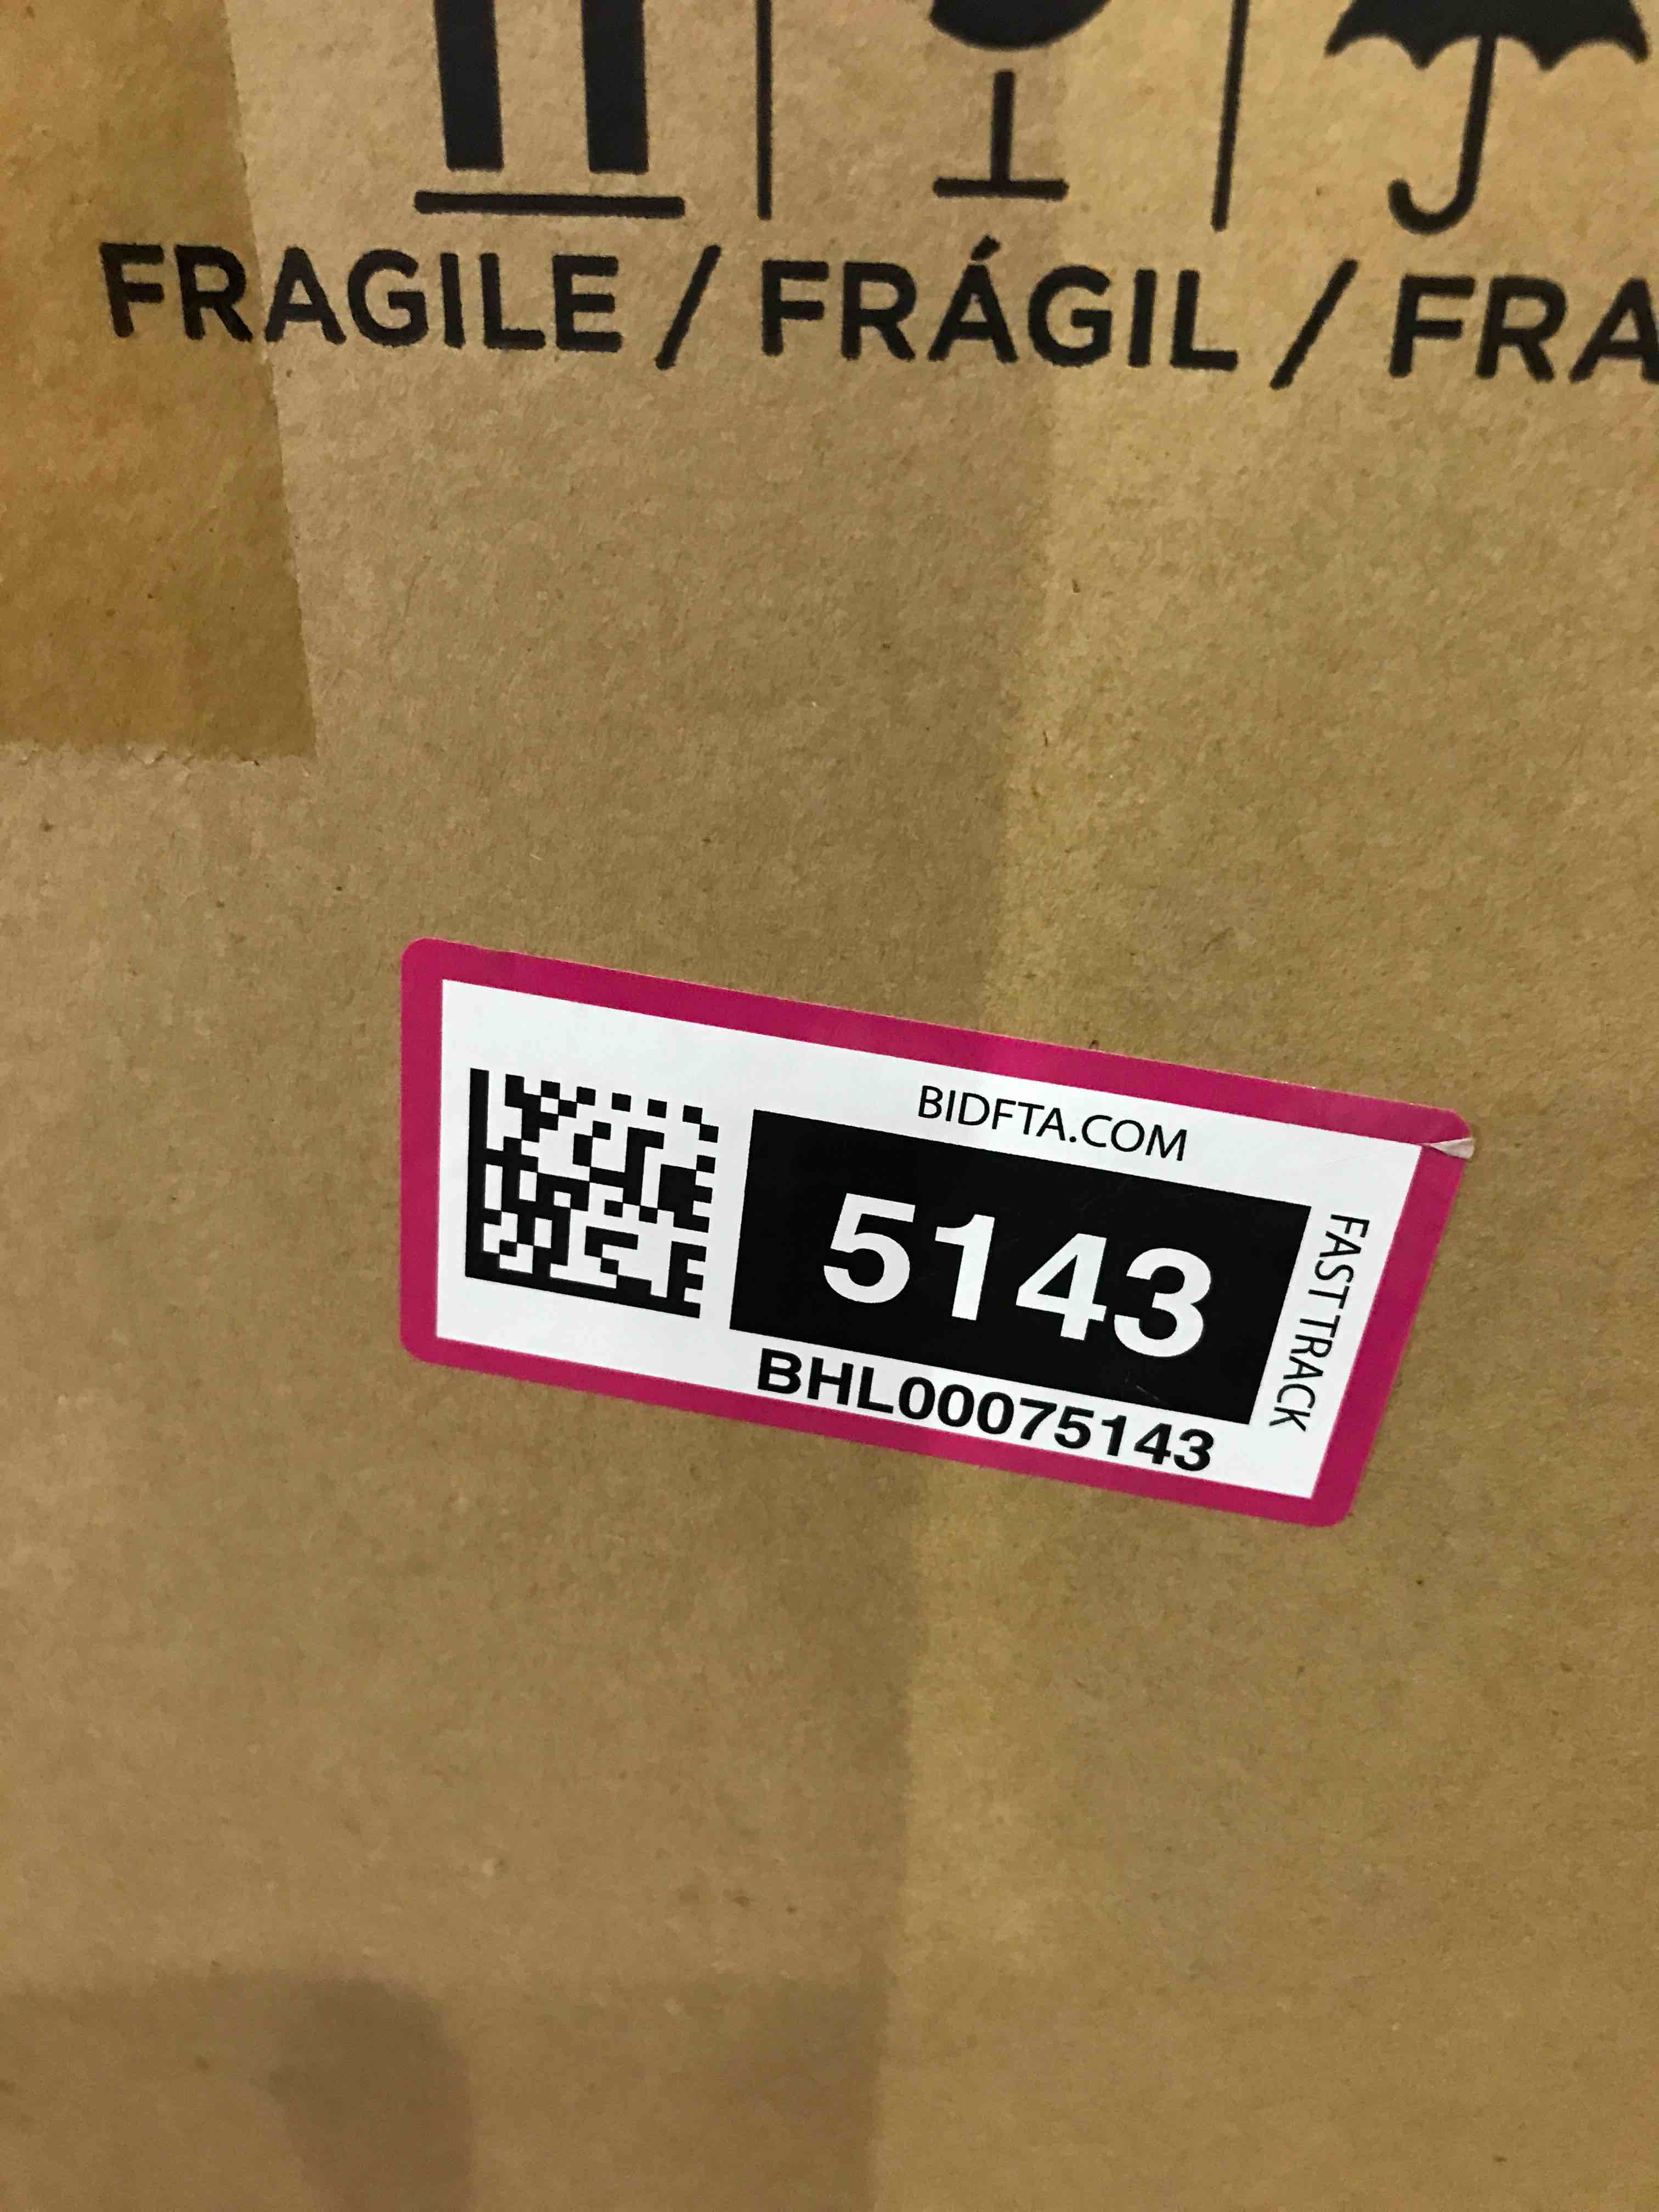 FRAGILE / FRÁGIL / FRA
BIDFTA.COM
5143
FAST TRACK
BHL00075143